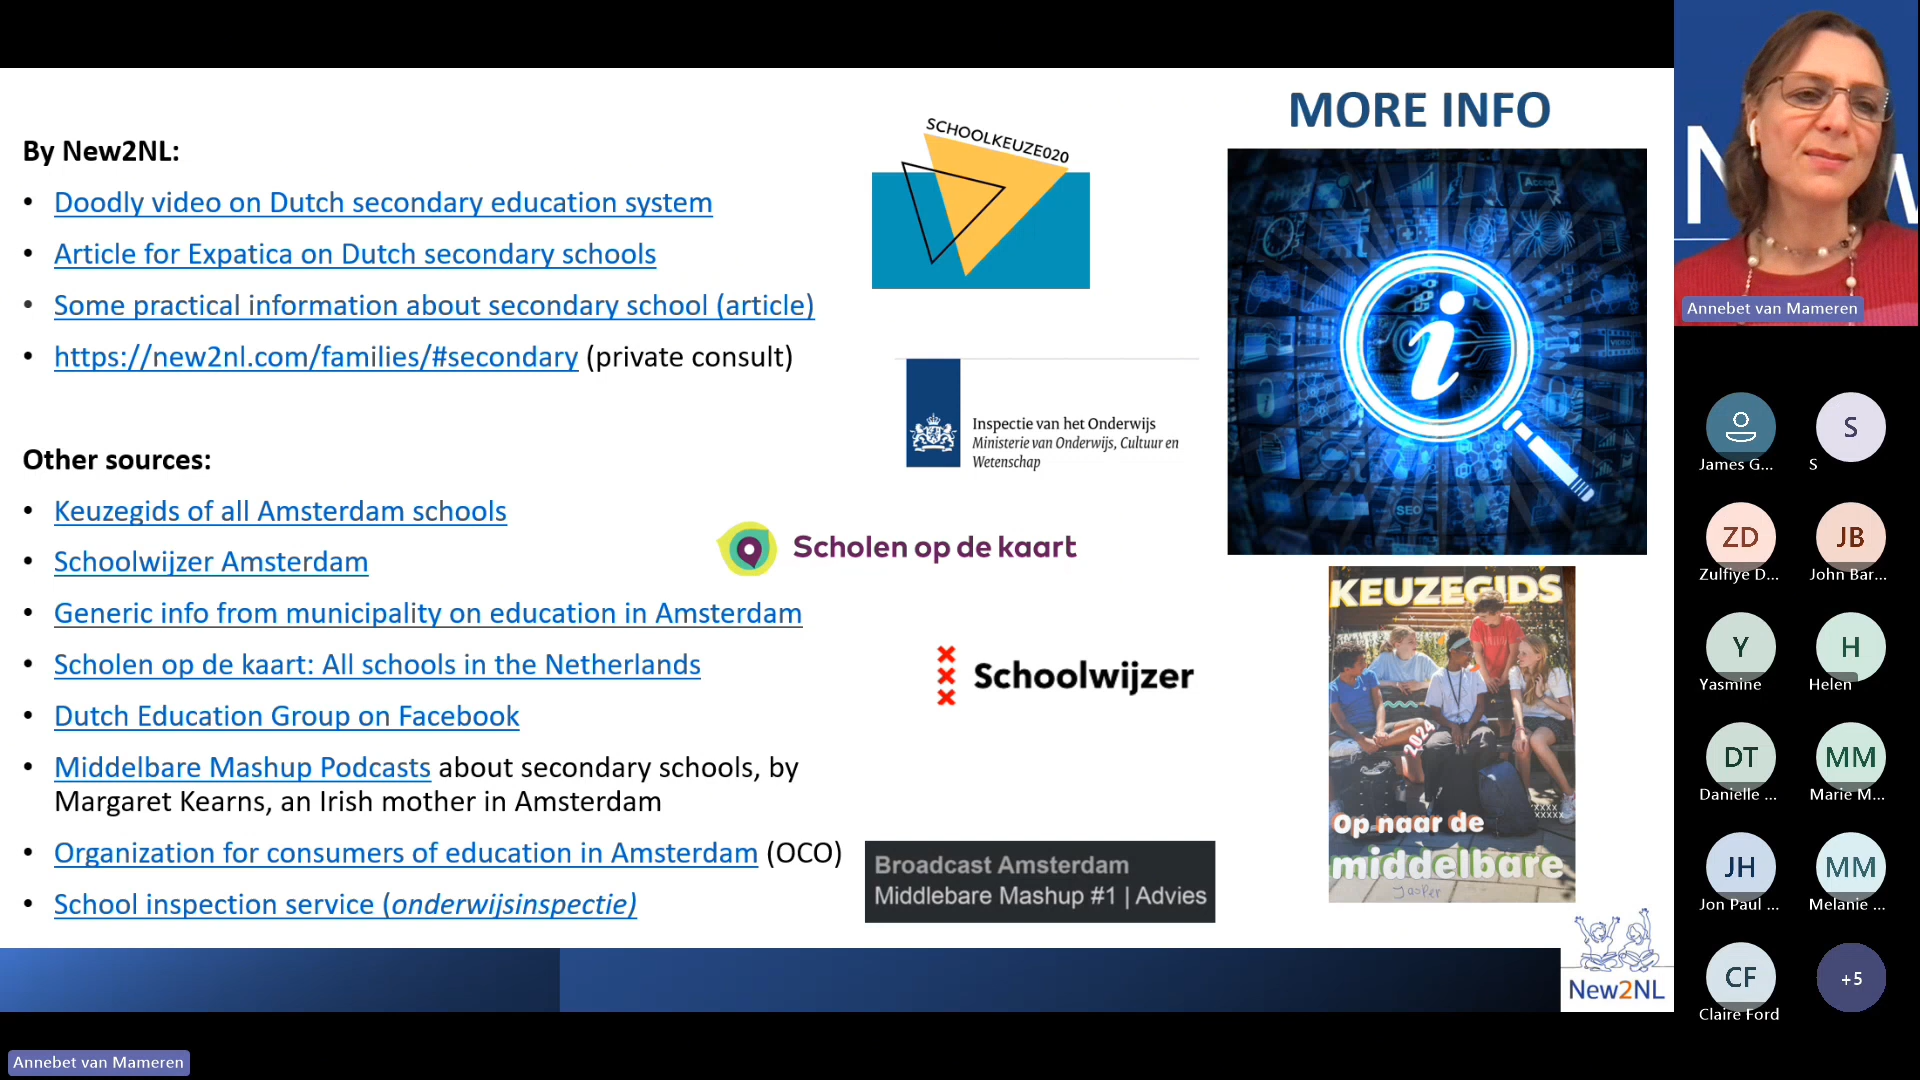 MORE INFO
By New2NL:
• Doodly video on Dutch secondary education system
• Article for Expatica on Dutch secondary schools
• Some practical information about secondary school (article)
• https://new2nl.com/families/#secondary (private consult)
Other sources:
• Keuzegids of all Amsterdam schools
• Schoolwijzer Amsterdam
• Generic info from municipality on education in Amsterdam
• Scholen op de kaart: All schools in the Netherlands
• Dutch Education Group on Facebook
• Middelbare Mashup Podcasts about secondary schools, by
Margaret Kearns, an Irish mother in Amsterdam
• Organization for consumers of education in Amsterdam (OCO)
• School inspection service (onderwijsinspectie)
SCHOOLKEUZE020
Inspectie van het Onderwijs
Ministerie van Onderwijs, Cultuur en
Wetenschap
Scholen op de kaart
Schoolwijzer
Broadcast Amsterdam
Middlebare Mashup #1 | Advies
i
SEO
KEUZEGIDS
2024
Op naar de
middelbare
Jasper
New2NL
Annebet van Mameren
James G...
S
S
ZD
Zulfiye D...
JB
John Bar...
Y
Yasmine
H
Helen
DT
Danielle ...
MM
Marie M...
JH
Jon Paul ...
MM
Melanie ...
CF
Claire Ford
+5
Annebet van Mameren